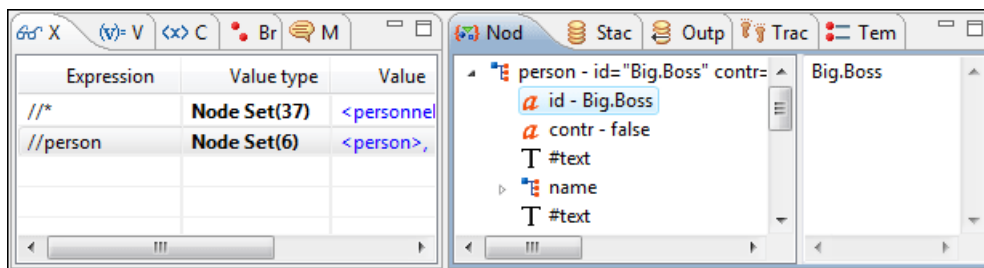 X (v)= V <x> C Br M
Expression Value type Value
//* Node Set(37) <personnel
//person Node Set(6) <person>,
Nod Stac Outp Trac Tem
person - id="Big.Boss" contr=
a id - Big.Boss
a contr - false
T #text
name
T #text
Big.Boss